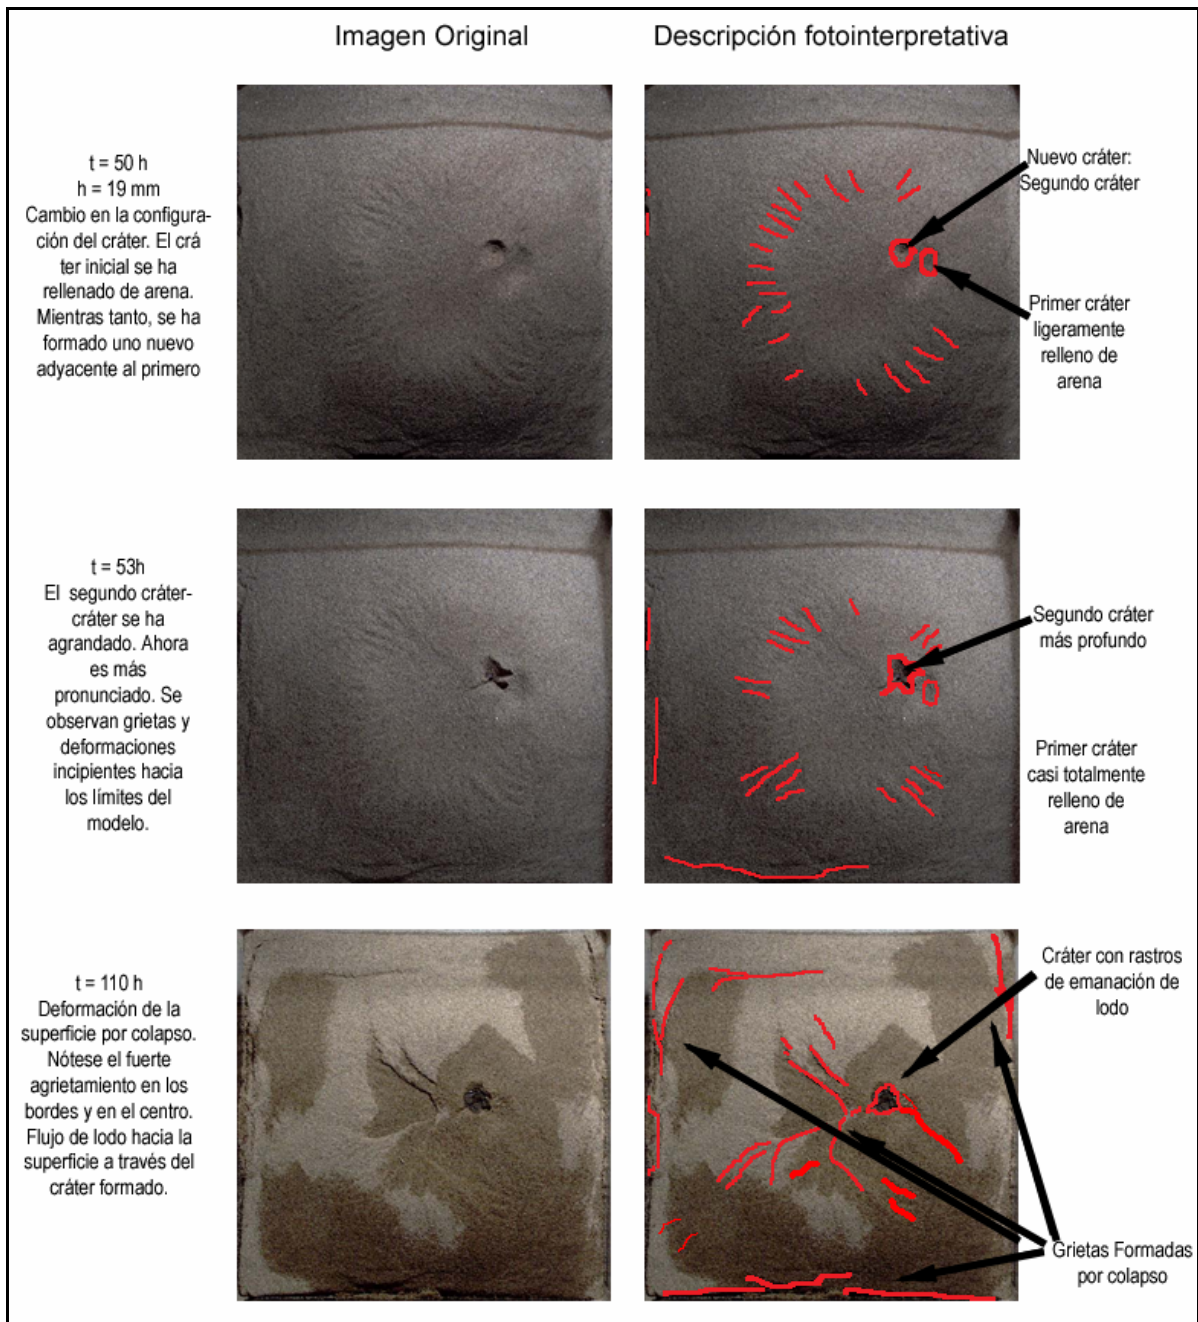 Imagen Original
Descripción fotointerpretativa
t = 50 h
h = 19 mm
Cambio en la configura-
ción del cráter. El crá
ter inicial se ha
rellenado de arena.
Mientras tanto, se ha
formado uno nuevo
adyacente al primero
Nuevo cráter:
Segundo cráter
Primer cráter
ligeramente
relleno de
arena
t = 53h
El segundo cráter-
cráter se ha
agrandado. Ahora
es más
pronunciado. Se
observan grietas y
deformaciones
incipientes hacia
los límites del
modelo.
Segundo cráter
más profundo
Primer cráter
casi totalmente
relleno de
arena
t = 110 h
Deformación de la
superficie por colapso.
Nótese el fuerte
agrietamiento en los
bordes y en el centro.
Flujo de lodo hacia la
superficie a través del
cráter formado.
Cráter con rastros
de emanación de
lodo
Grietas Formadas
por colapso